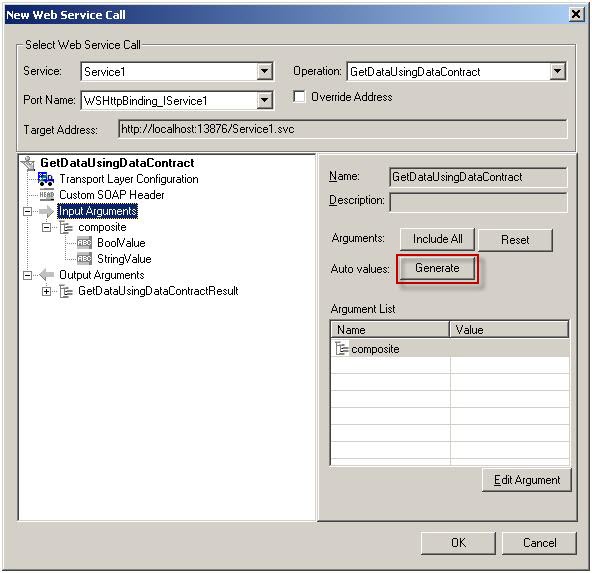 New Web Service Call
Select Web Service Call
Service: Service1 Operation: GetDataUsingDataContract
Port Name: WSHttpBinding_IService1 Override Address
Target Address: http://localhost:13876/Service1.svc
GetDataUsingDataContract
Transport Layer Configuration
HEAD Custom SOAP Header
Input Arguments
composite
ABC BoolValue
ABC StringValue
Output Arguments
GetDataUsingDataContractResult
Name: GetDataUsingDataContract
Description:
Arguments: Include All Reset
Auto values: Generate
Argument List
Name Value
composite
Edit Argument
OK Cancel